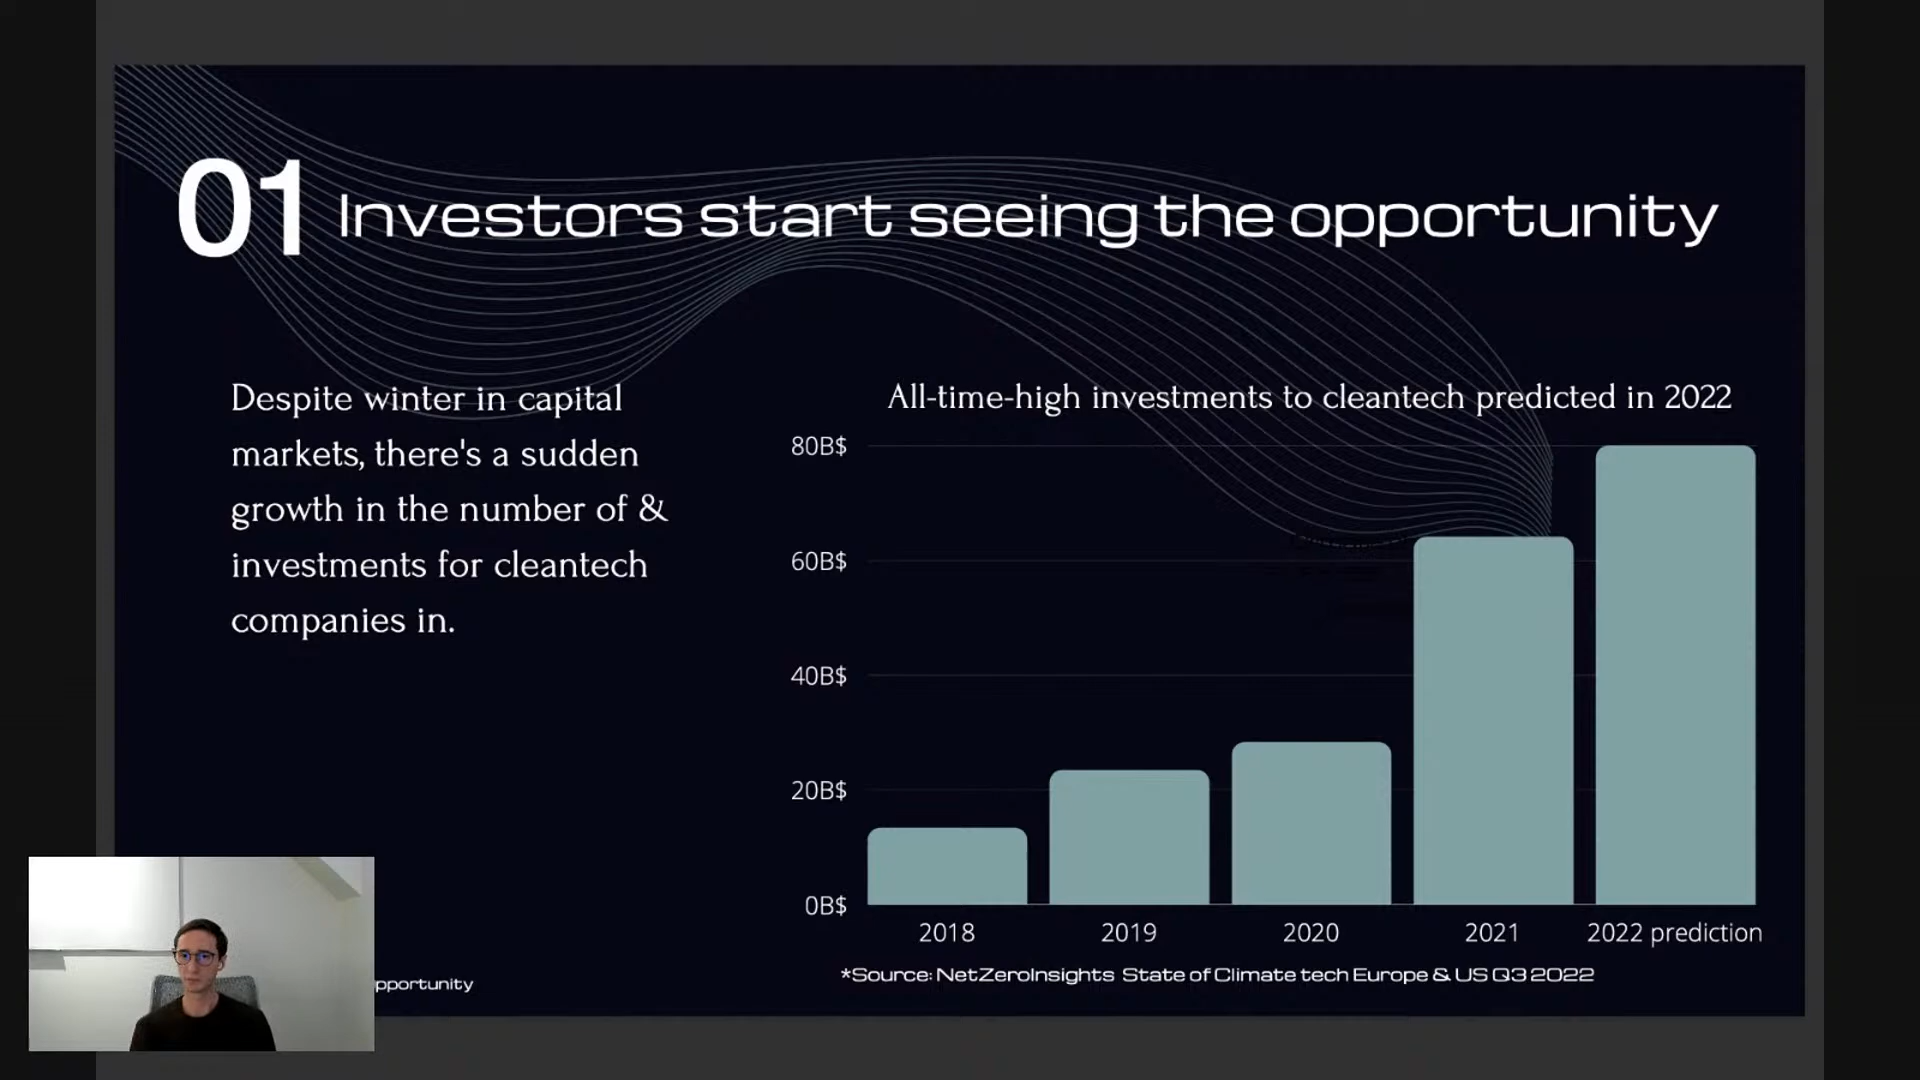 01 Investors start seeing the opportunity
Despite winter in capital
markets, there's a sudden
growth in the number of &
investments for cleantech
companies in.
All-time-high investments to cleantech predicted in 2022
80B$
60B$
40B$
20B$
0B$
2018 2019 2020 2021 2022 prediction
*Source: NetZeroInsights State of Climate tech Europe & US Q3 2022
pportunity